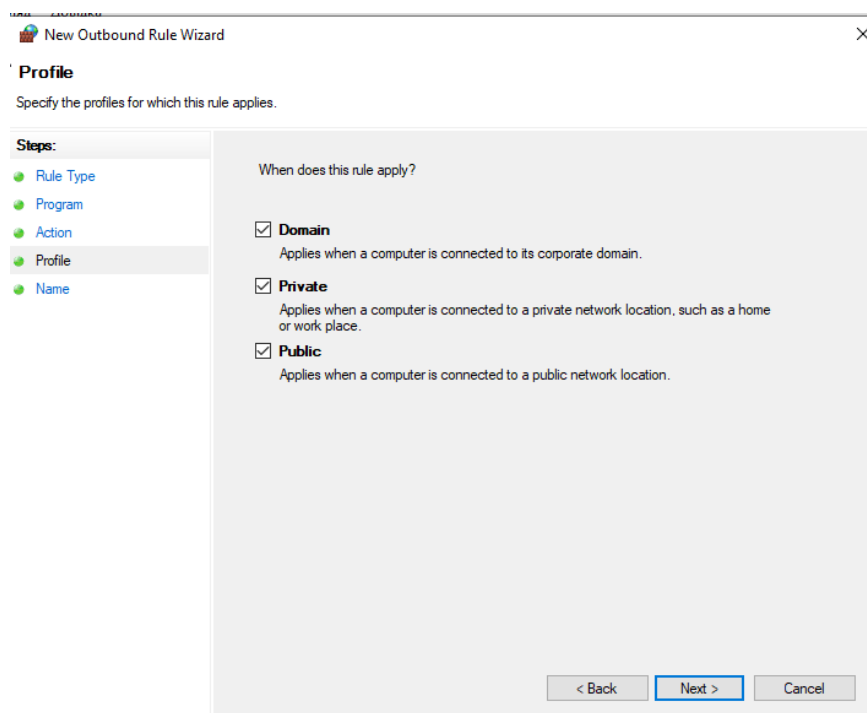 New Outbound Rule Wizard
Profile
Specify the profiles for which this rule applies.
Steps:
Rule Type
Program
Action
Profile
Name
When does this rule apply?
Domain
Applies when a computer is connected to its corporate domain.
Private
Applies when a computer is connected to a private network location, such as a home
or work place.
Public
Applies when a computer is connected to a public network location.
< Back
Next >
Cancel